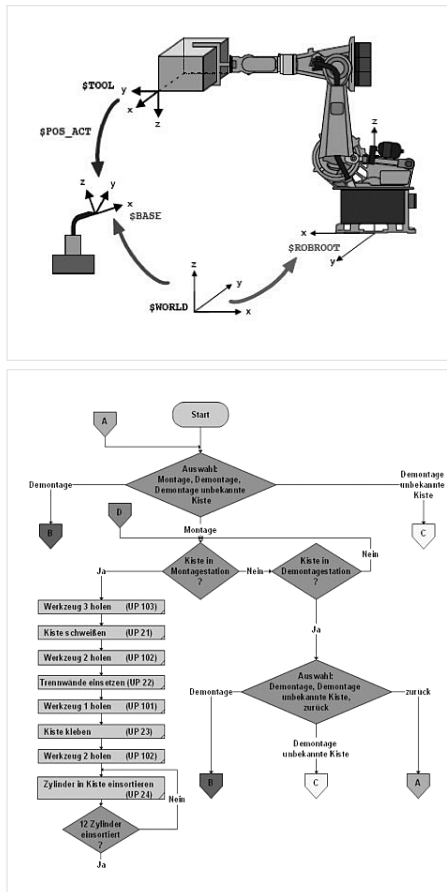 $TOOL
y
x
z
$POS_ACT
z
y
x
$BASE
z
x
$ROBROOT
y
z
y
$WORLD
x
A
Start
Auswahl:
Montage, Demontage,
Demontage unbekannte
Kiste
Demontage
Demontage
unbekannte
Kiste
B
D
Montage
C
Kiste in
Montagestation
?
Ja
Nein
Kiste in
Demontagestation
?
Nein
Ja
Werkzeug 3 holen (UP 103)
Kiste schweißen (UP 21)
Werkzeug 2 holen (UP 102)
Trennwände einsetzen (UP 22)
Werkzeug 1 holen (UP 101)
Kiste kleben (UP 23)
Werkzeug 2 holen (UP 102)
Zylinder in Kiste einsortieren
(UP 24)
Nein
12 Zylinder
einsortiert
?
Ja
Auswahl:
Demontage, Demontage
unbekannte Kiste,
zurück
Demontage
zurück
Demontage
unbekannte Kiste
B
C
A